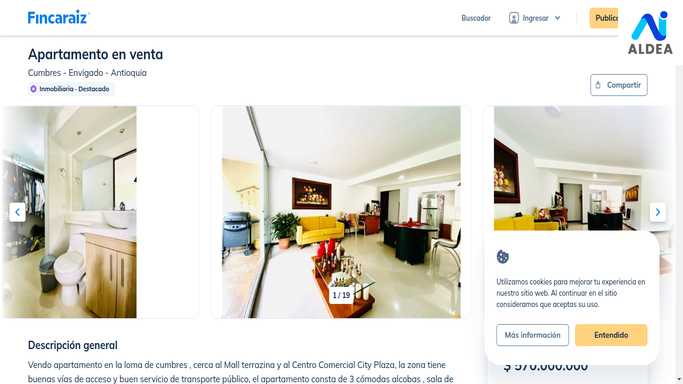 Fincaraiz
Buscador
Ingresar
Publica
ALDEA
Apartamento en venta
Cumbres - Envigado - Antioquia
Inmobiliaria - Destacado
Compartir
1 / 19
Utilizamos cookies para mejorar tu experiencia en
nuestro sitio web. Al continuar en el sitio
consideramos que aceptas su uso.
Más información
Entendido
$ 570.000.000
Descripción general
Vendo apartamento en la loma de cumbres , cerca al Mall terrazina y al Centro Comercial City Plaza, la zona tiene
buenas vías de acceso y buen servicio de transporte público, el apartamento consta de 3 cómodas alcobas , sala de